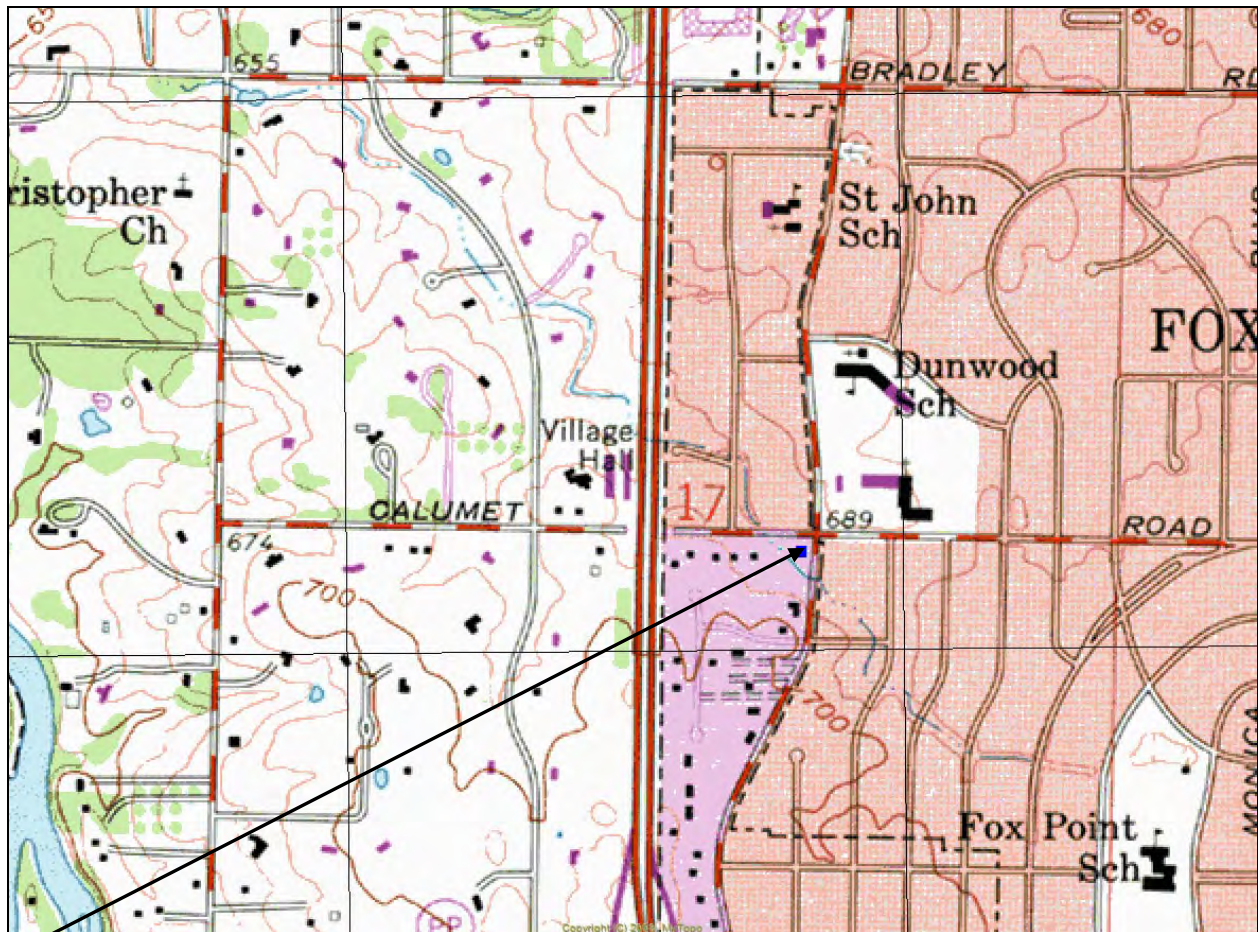 680
655
BRADLEY
ristopher
Ch
St John
Sch
FOX
Dunwood
Sch
Village
Hall
17
CALUMET
689
ROAD
674
700
700
MONICA
Fox Point
Sch
PP